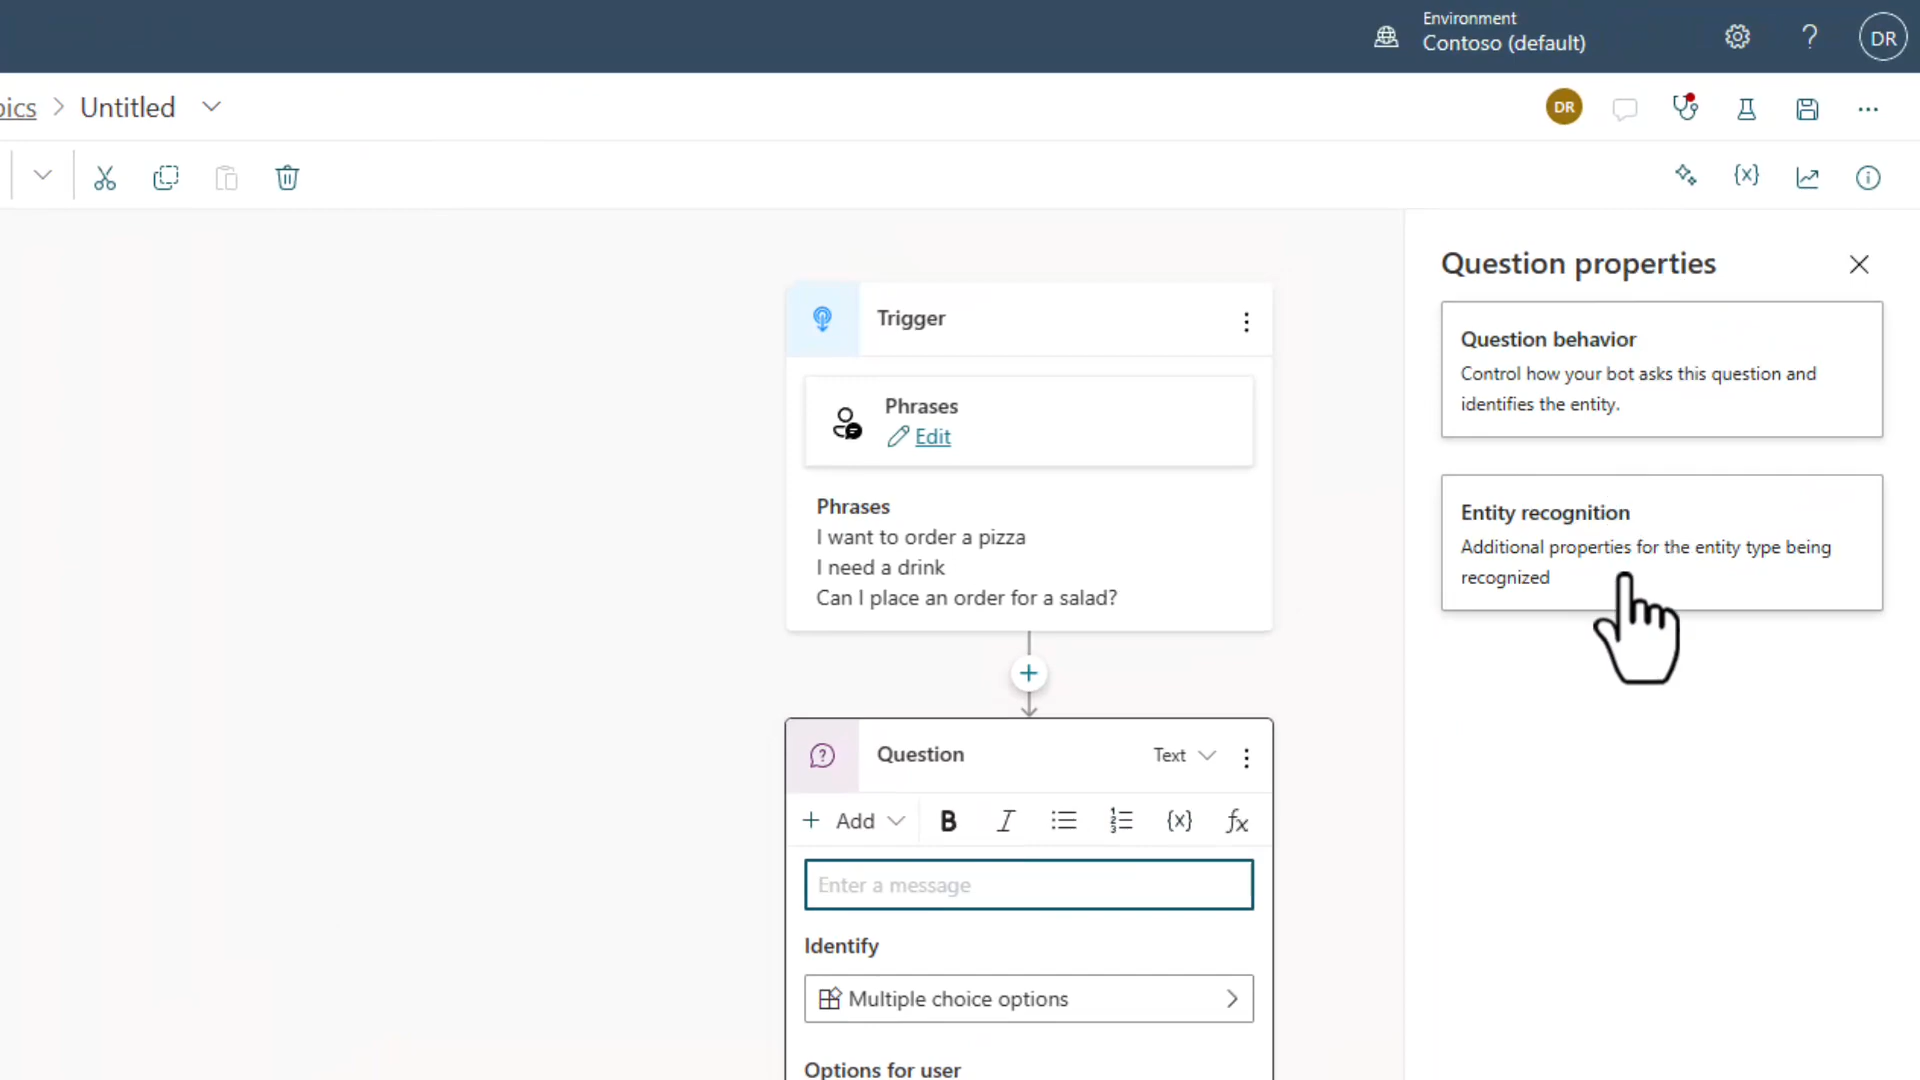 Environment
Contoso (default)
DR
Untitled
DR
{x}
Question properties
Question behavior
Control how your bot asks this question and
identifies the entity.
Entity recognition
Additional properties for the entity type being
recognized
Trigger
Phrases
Edit
Phrases
I want to order a pizza
I need a drink
Can I place an order for a salad?
Question
Text
Add
B
I
{x}
fx
Enter a message
Identify
Multiple choice options
Options for user